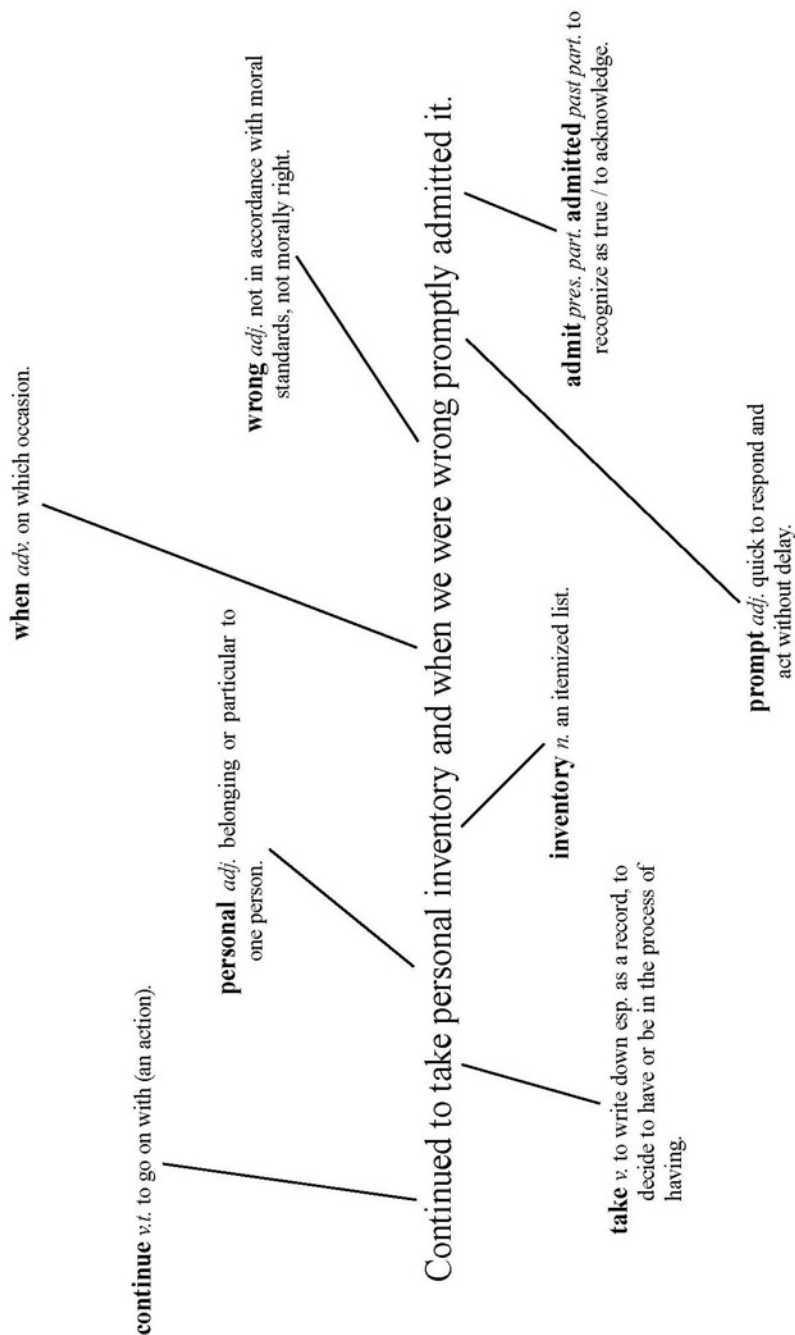 when adv. on which occasion.
wrong adj. not in accordance with moral
standards, not morally right.
continue v.t. to go on with (an action).
personal adj. belonging or particular to
one person.
Continued to take personal inventory and when we were wrong promptly admitted it.
inventory n. an itemized list.
admit pres. part. admitted past part. to
recognize as true / to acknowledge.
take v. to write down esp. as a record, to
decide to have or be in the process of
having.
prompt adj. quick to respond and
act without delay.